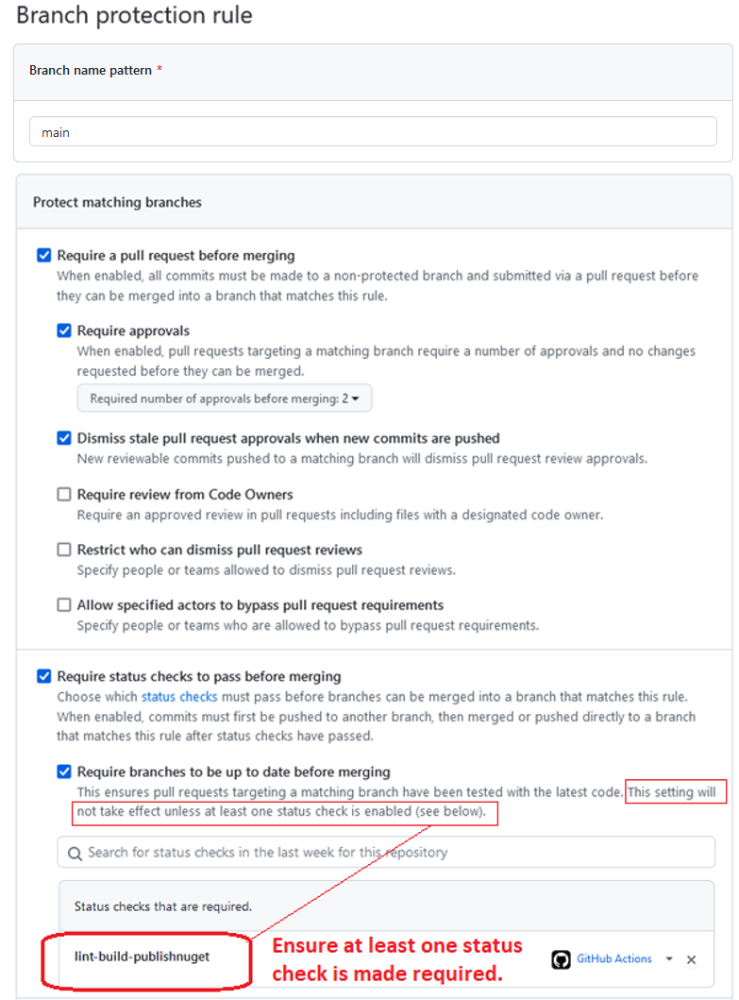 Branch protection rule
Branch name pattern *
main
Protect matching branches
Require a pull request before merging
When enabled, all commits must be made to a non-protected branch and submitted via a pull request before
they can be merged into a branch that matches this rule.
Require approvals
When enabled, pull requests targeting a matching branch require a number of approvals and no changes
requested before they can be merged.
Required number of approvals before merging: 2
Dismiss stale pull request approvals when new commits are pushed
New reviewable commits pushed to a matching branch will dismiss pull request review approvals.
Require review from Code Owners
Require an approved review in pull requests including files with a designated code owner.
Restrict who can dismiss pull request reviews
Specify people or teams allowed to dismiss pull request reviews.
Allow specified actors to bypass pull request requirements
Specify people or teams who are allowed to bypass pull request requirements.
Require status checks to pass before merging
Choose which status checks must pass before branches can be merged into a branch that matches this rule.
When enabled, commits must first be pushed to another branch, then merged or pushed directly to a branch
that matches this rule after status checks have passed.
Require branches to be up to date before merging
This ensures pull requests targeting a matching branch have been tested with the latest code. This setting will
not take effect unless at least one status check is enabled (see below).
Search for status checks in the last week for this repository
Status checks that are required.
lint-build-publishnuget
Ensure at least one status
check is made required.
GitHub Actions